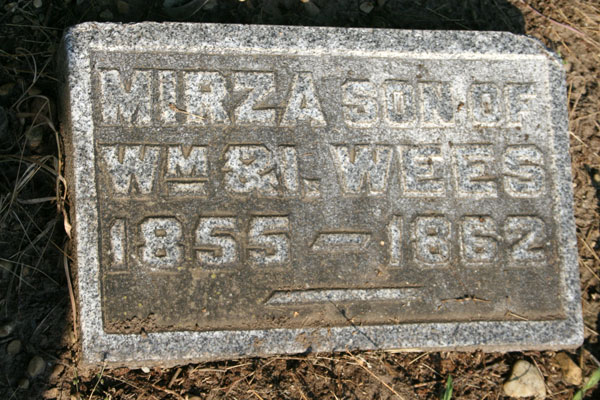 MIRZA SON OF
WM & I. WEES
1855 – 1862